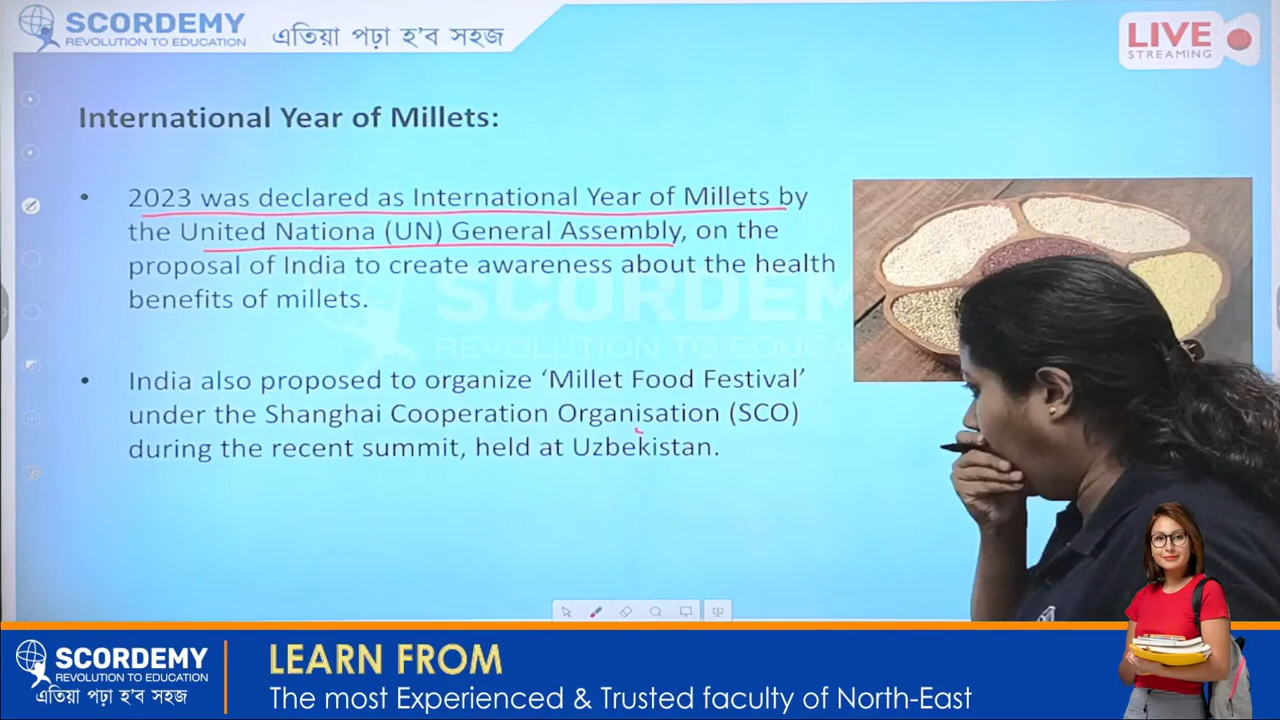 SCORDEMY
REVOLUTION TO EDUCATION
এতিয়া পঢ়া হ'ব সহজ
LIVE
STREAMING
International Year of Millets:
• 2023 was declared as International Year of Millets by
the United Nationa (UN) General Assembly, on the
proposal of India to create awareness about the health
benefits of millets.
SCORDEMY
REVOLUTION TO EDUCA
• India also proposed to organize ‘Millet Food Festival’
under the Shanghai Cooperation Organisation (SCO)
during the recent summit, held at Uzbekistan.
SCORDEMY
REVOLUTION TO EDUCATION
এতিয়া পঢ়া হ'ব সহজ
LEARN FROM
The most Experienced & Trusted faculty of North-East